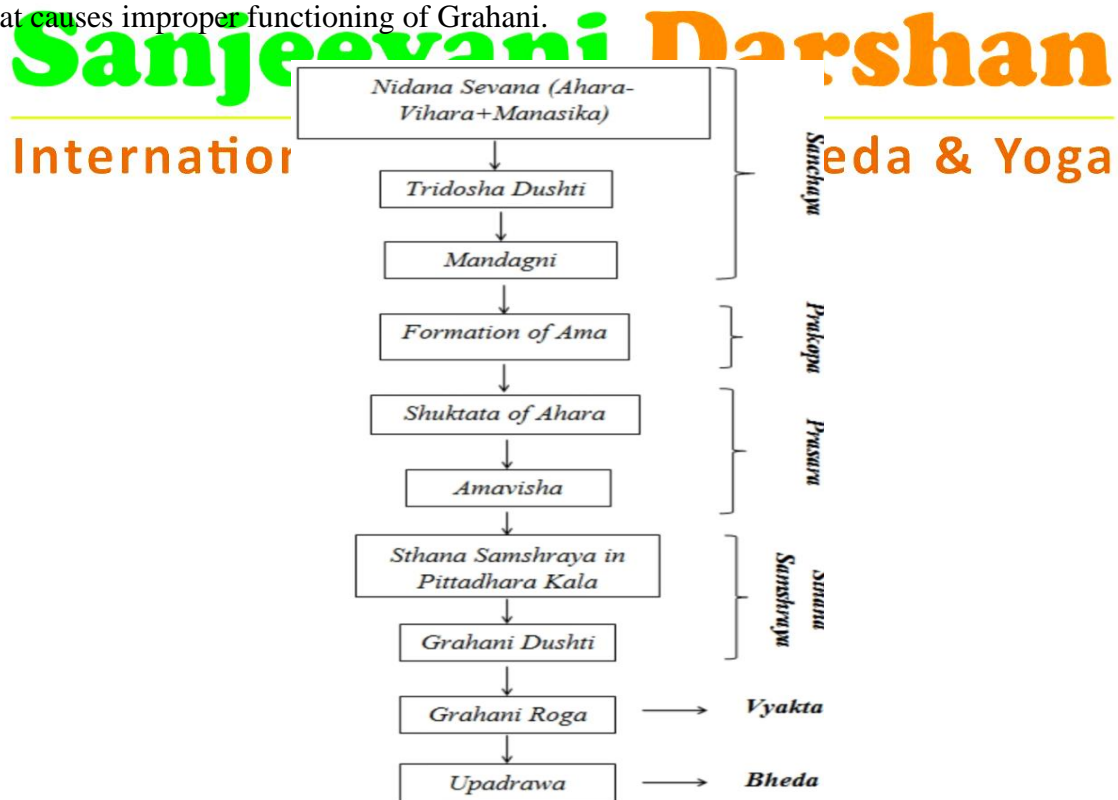 at causes improper functioning of Grahani.
Sanjeevani Darshan
Internatior eda & Yoga
Nidana Sevana (Ahara-
Vihara+Manasika)
Sanchaya
Tridosha Dushti
Mandagni
Formation of Ama
Prakopa
Shuktata of Ahara
Prasara
Amavisha
Sthana Samshraya in
Pittadhara Kala
Sthana
Samshraya
Grahani Dushti
Grahani Roga
Vyakta
Upadrawa
Bheda